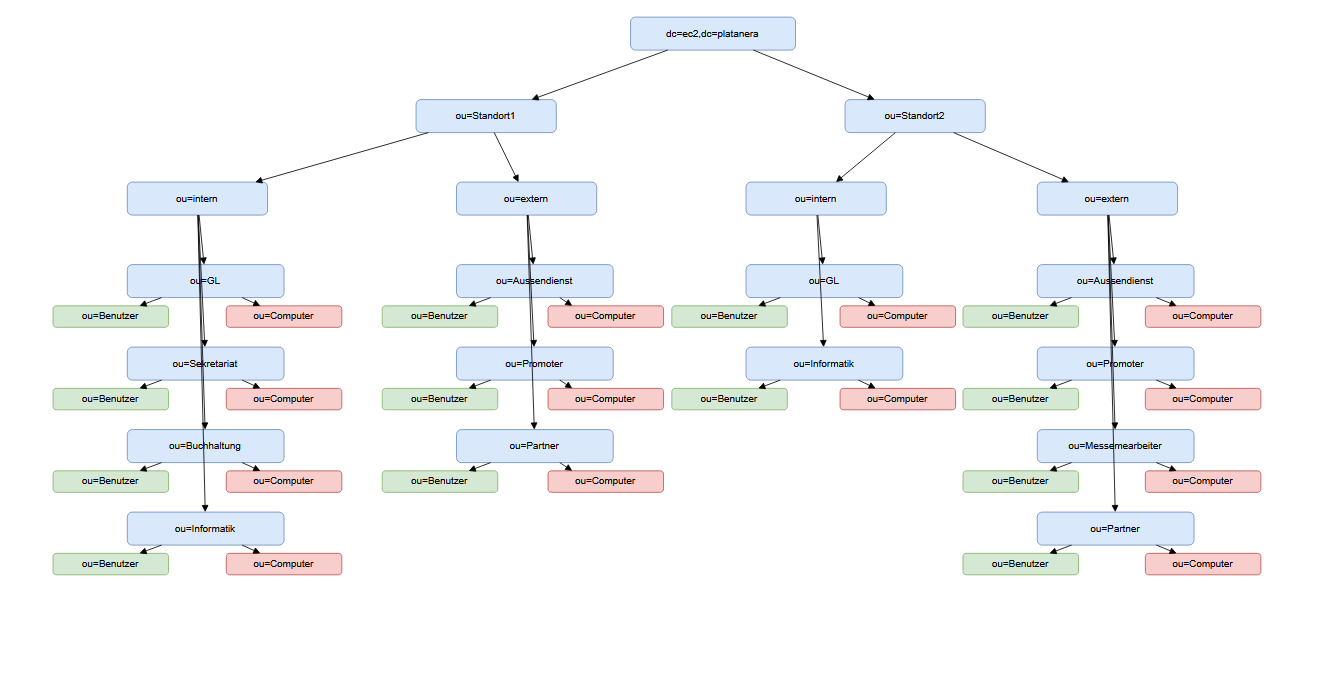 dc=ec2,dc=platanera
ou=Standort1
ou=Standort2
ou=intern
ou=extern
ou=intern
ou=extern
ou=GL
ou=Aussendienst
ou=GL
ou=Aussendienst
ou=Benutzer
ou=Computer
ou=Benutzer
ou=Computer
ou=Benutzer
ou=Computer
ou=Benutzer
ou=Computer
ou=Sekretariat
ou=Promoter
ou=Informatik
ou=Promoter
ou=Benutzer
ou=Computer
ou=Benutzer
ou=Computer
ou=Benutzer
ou=Computer
ou=Benutzer
ou=Computer
ou=Buchhaltung
ou=Partner
ou=Messemearbeiter
ou=Benutzer
ou=Computer
ou=Benutzer
ou=Computer
ou=Benutzer
ou=Computer
ou=Informatik
ou=Partner
ou=Benutzer
ou=Computer
ou=Benutzer
ou=Computer